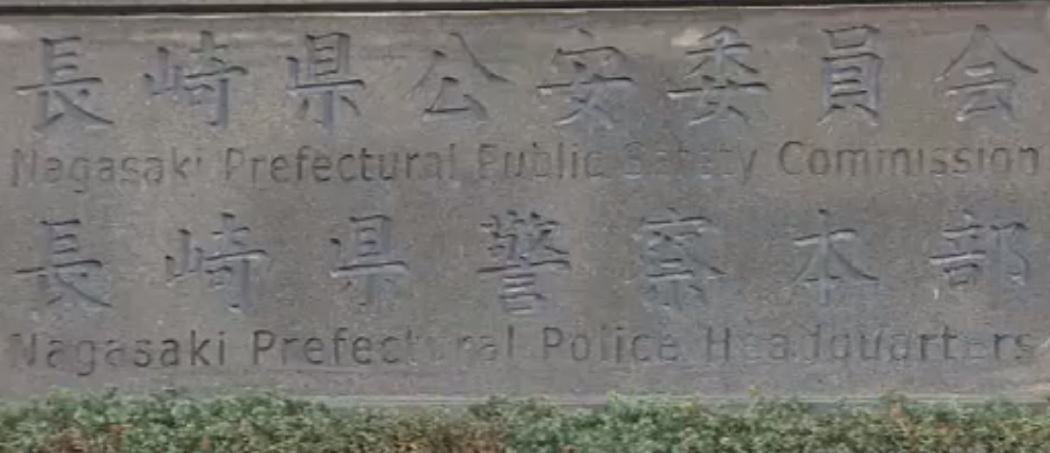 長崎県公安委員会
Nagasaki Prefectural Public Safety Commission
長崎県警察本部
Nagasaki Prefectural Police Headquarters